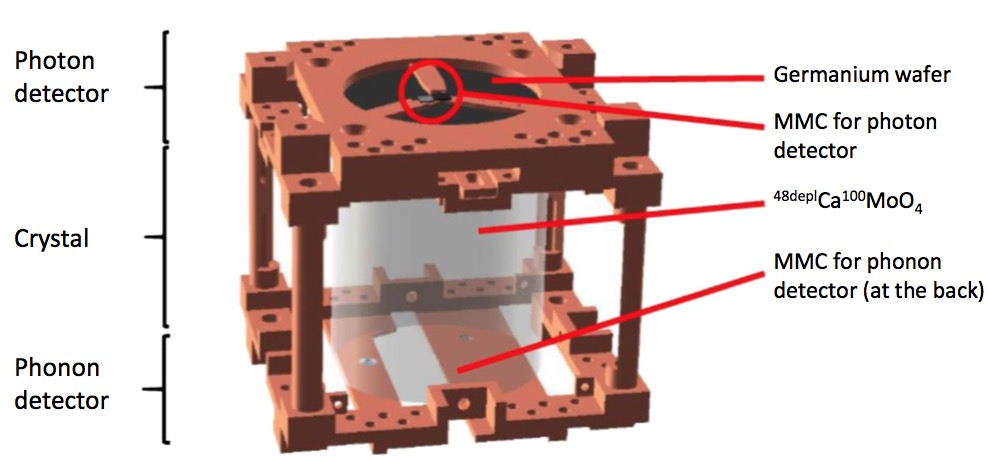 Photon
detector
Crystal
Phonon
detector
Germanium wafer
MMC for photon
detector
⁴⁸ᵈᵉᵖˡCa¹⁰⁰MoO₄
MMC for phonon
detector (at the back)